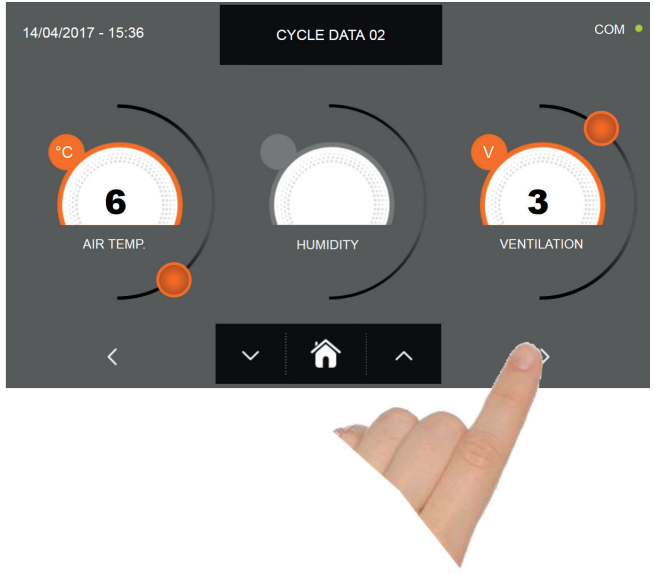 14/04/2017 - 15:36
CYCLE DATA 02
COM
°C
V
6
3
AIR TEMP.
HUMIDITY
VENTILATION